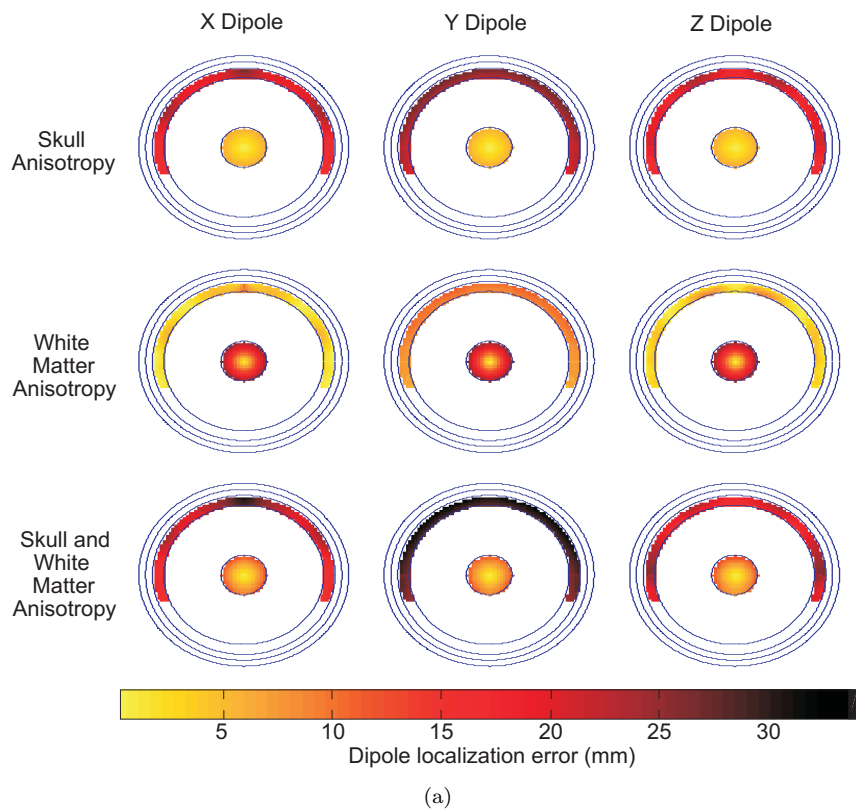 X Dipole Y Dipole Z Dipole
Skull
Anisotropy
White
Matter
Anisotropy
Skull and
White
Matter
Anisotropy
5 10 15 20 25 30
Dipole localization error (mm)
(a)